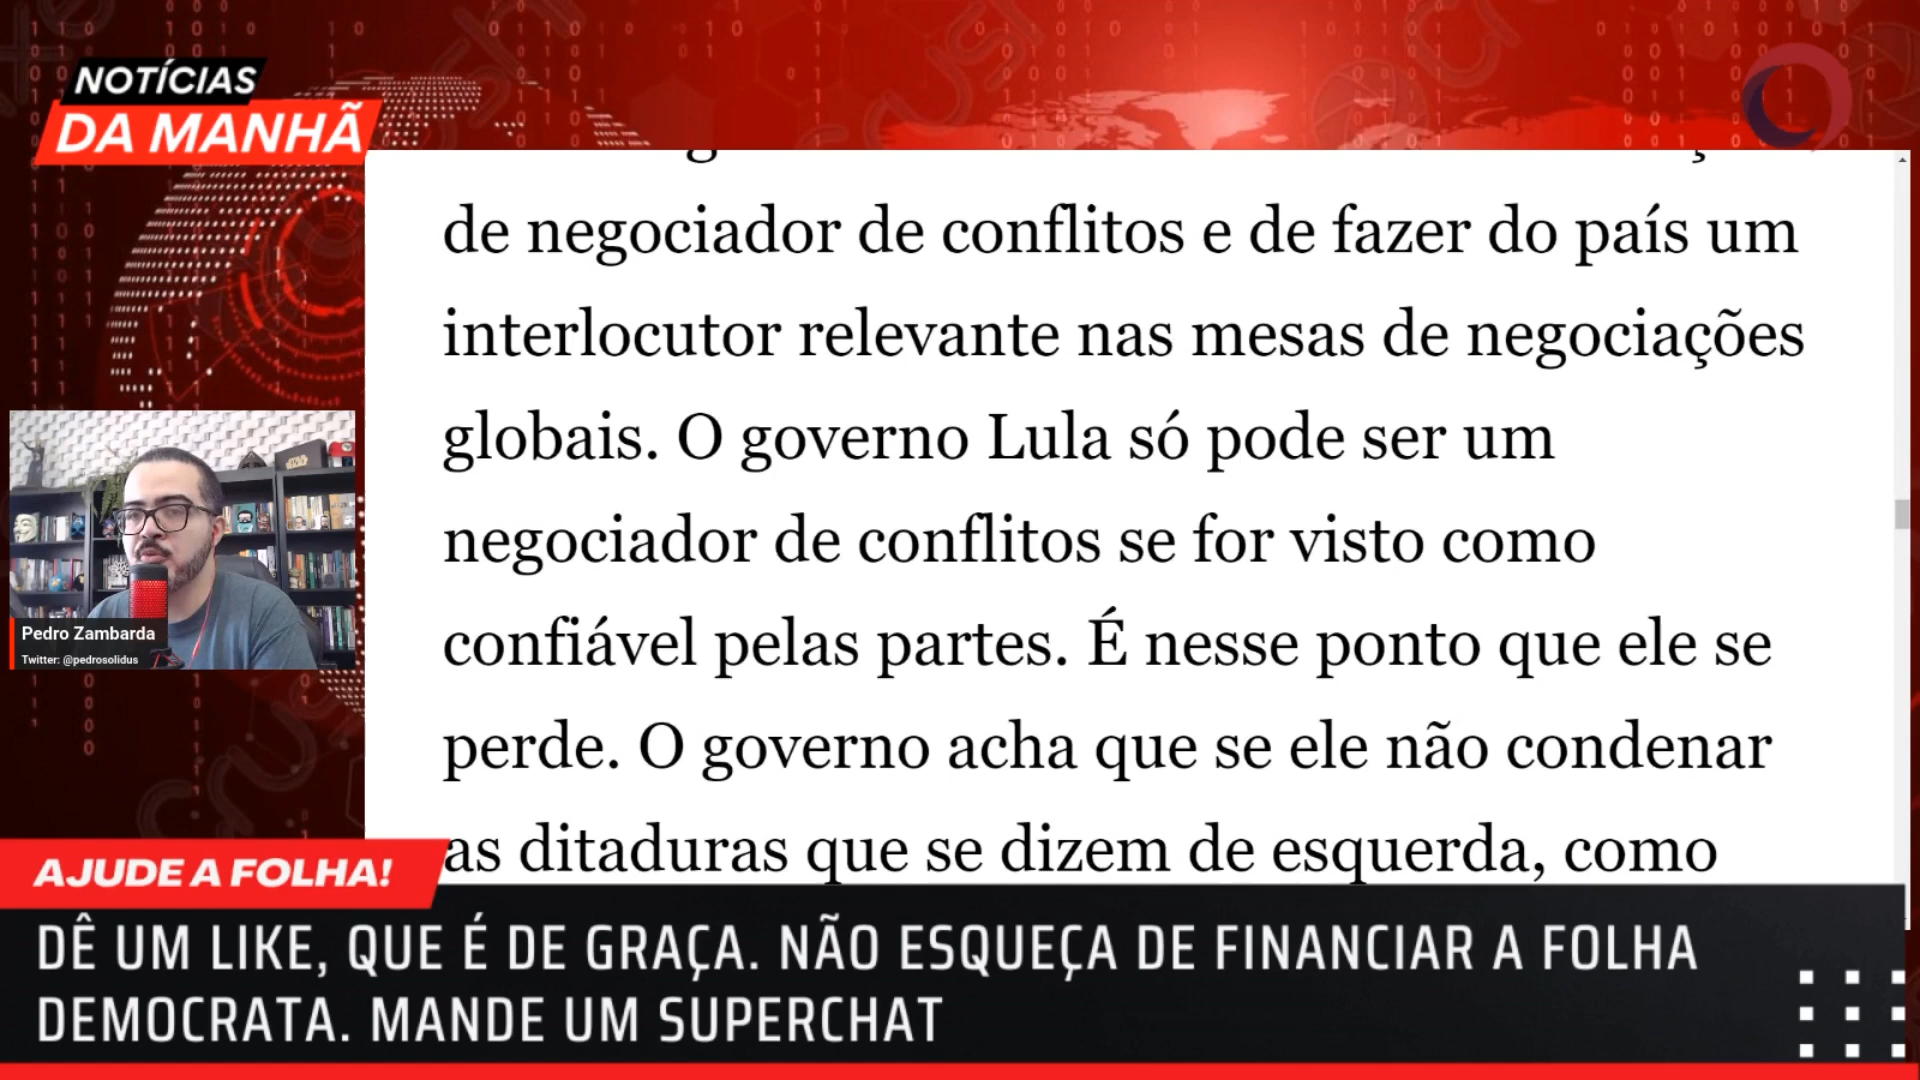 NOTÍCIAS
DA MANHÃ
de negociador de conflitos e de fazer do país um
interlocutor relevante nas mesas de negociações
globais. O governo Lula só pode ser um
negociador de conflitos se for visto como
confiável pelas partes. É nesse ponto que ele se
perde. O governo acha que se ele não condenar
as ditaduras que se dizem de esquerda, como
Pedro Zambarda
Twitter: @pedrosolidus
AJUDE A FOLHA!
DÊ UM LIKE, QUE É DE GRAÇA. NÃO ESQUEÇA DE FINANCIAR A FOLHA
DEMOCRATA. MANDE UM SUPERCHAT